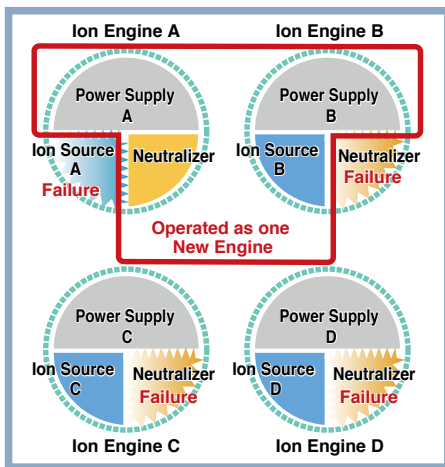 Ion Engine A
Ion Engine B
Power Supply
A
Power Supply
B
Ion Source
A
Failure
Neutralizer
Ion Source
B
Neutralizer
Failure
Operated as one
New Engine
Power Supply
C
Power Supply
D
Ion Source
C
Neutralizer
Failure
Ion Source
D
Neutralizer
Failure
Ion Engine C
Ion Engine D